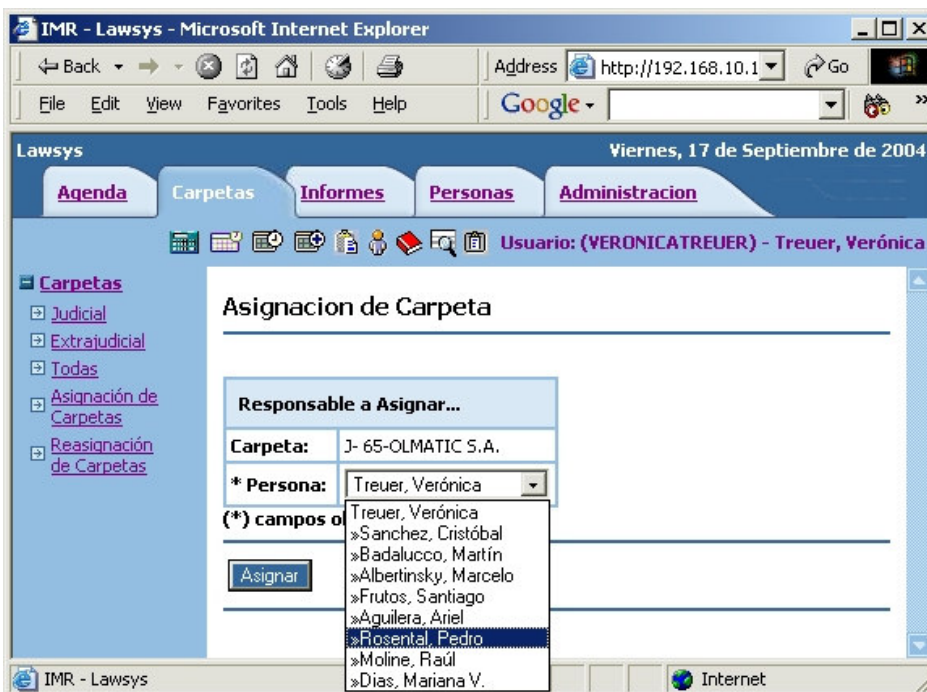 IMR - Lawsys - Microsoft Internet Explorer
Back
Address http://192.168.10.1 Go
File Edit View Favorites Tools Help
Google
Lawsys Viernes, 17 de Septiembre de 2004
Agenda Carpetas Informes Personas Administracion
Usuario: (VERONICATREUER) - Treuer, Verónica
Carpetas
Judicial
Extrajudicial
Todas
Asignación de
Carpetas
Reasignación
de Carpetas
Asignacion de Carpeta
Responsable a Asignar...
Carpeta: J- 65-OLMATIC S.A.
* Persona: Treuer, Verónica
(*) campos
Treuer, Verónica
»Sanchez, Cristóbal
»Badalucco, Martín
»Albertinsky, Marcelo
»Frutos, Santiago
»Aguilera, Ariel
»Rosental, Pedro
»Moline, Raúl
»Dias, Mariana V.
Asignar
IMR - Lawsys Internet